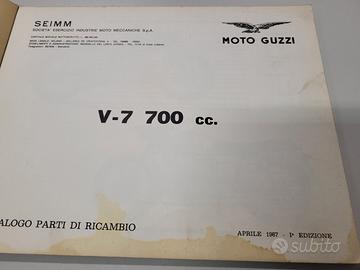 SEIMM
SOCIETA' ESERCIZIO INDUSTRIE MOTO MECCANICHE S.p.A.
MOTO GUZZI
V-7 700 cc.
ALOGO PARTI DI RICAMBIO
APRILE 1967 - 1ª EDIZIONE
subito